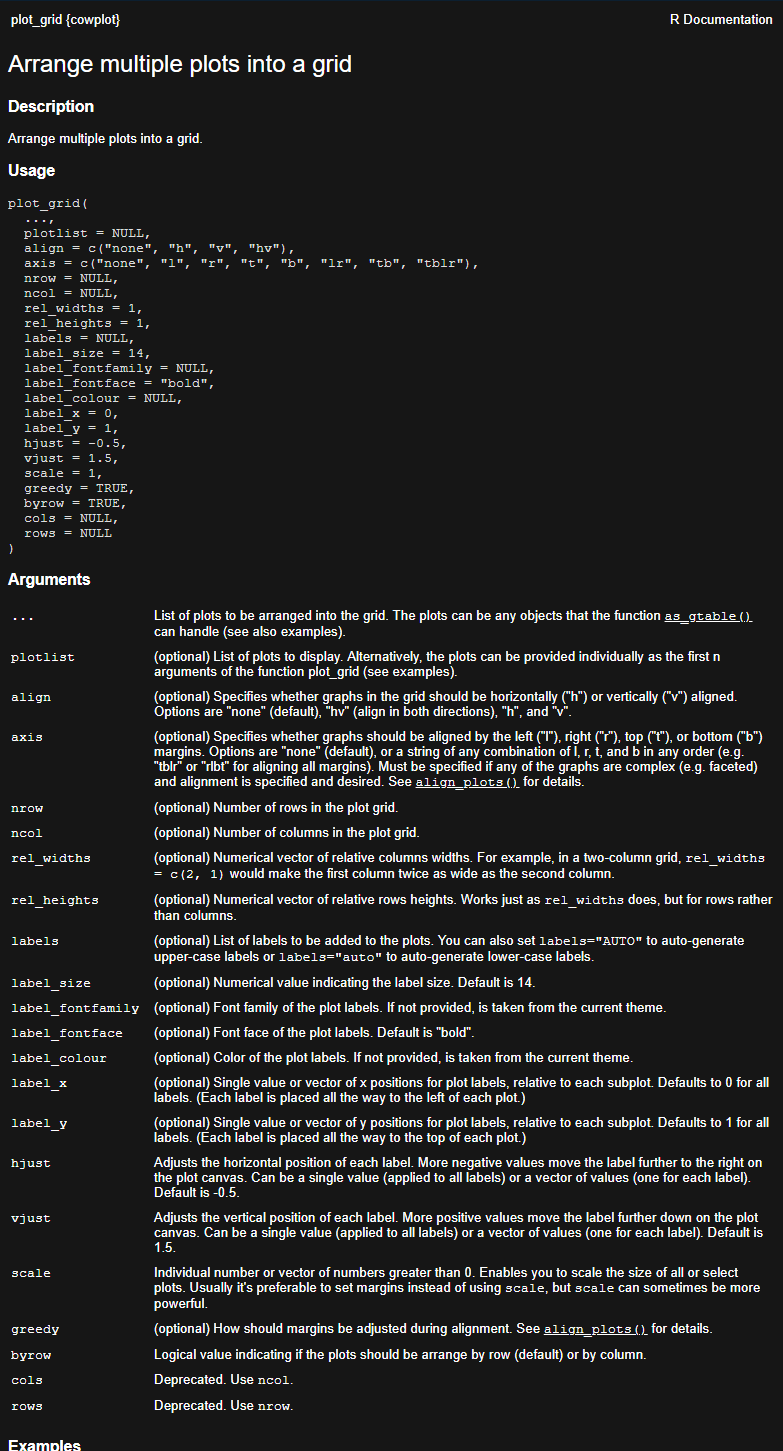 plot_grid {cowplot} R Documentation
Arrange multiple plots into a grid
Description
Arrange multiple plots into a grid.
Usage
plot_grid(
  ...,
  plotlist = NULL,
  align = c("none", "h", "v", "hv"),
  axis = c("none", "l", "r", "t", "b", "lr", "tb", "tblr"),
  nrow = NULL,
  ncol = NULL,
  rel_widths = 1,
  rel_heights = 1,
  labels = NULL,
  label_size = 14,
  label_fontfamily = NULL,
  label_fontface = "bold",
  label_colour = NULL,
  label_x = 0,
  label_y = 1,
  hjust = -0.5,
  vjust = 1.5,
  scale = 1,
  greedy = TRUE,
  byrow = TRUE,
  cols = NULL,
  rows = NULL
)
Arguments
... List of plots to be arranged into the grid. The plots can be any objects that the function as_gtable()
can handle (see also examples).
plotlist (optional) List of plots to display. Alternatively, the plots can be provided individually as the first n
arguments of the function plot_grid (see examples).
align (optional) Specifies whether graphs in the grid should be horizontally ("h") or vertically ("v") aligned.
Options are "none" (default), "hv" (align in both directions), "h", and "v".
axis (optional) Specifies whether graphs should be aligned by the left ("l"), right ("r"), top ("t"), or bottom ("b")
margins. Options are "none" (default), or a string of any combination of l, r, t, and b in any order (e.g.
"tblr" or "rlbt" for aligning all margins). Must be specified if any of the graphs are complex (e.g. faceted)
and alignment is specified and desired. See align_plots() for details.
nrow (optional) Number of rows in the plot grid.
ncol (optional) Number of columns in the plot grid.
rel_widths (optional) Numerical vector of relative columns widths. For example, in a two-column grid, rel_widths
= c(2, 1) would make the first column twice as wide as the second column.
rel_heights (optional) Numerical vector of relative rows heights. Works just as rel_widths does, but for rows rather
than columns.
labels (optional) List of labels to be added to the plots. You can also set labels="AUTO" to auto-generate
upper-case labels or labels="auto" to auto-generate lower-case labels.
label_size (optional) Numerical value indicating the label size. Default is 14.
label_fontfamily (optional) Font family of the plot labels. If not provided, is taken from the current theme.
label_fontface (optional) Font face of the plot labels. Default is "bold".
label_colour (optional) Color of the plot labels. If not provided, is taken from the current theme.
label_x (optional) Single value or vector of x positions for plot labels, relative to each subplot. Defaults to 0 for all
labels. (Each label is placed all the way to the left of each plot.)
label_y (optional) Single value or vector of y positions for plot labels, relative to each subplot. Defaults to 1 for all
labels. (Each label is placed all the way to the top of each plot.)
hjust Adjusts the horizontal position of each label. More negative values move the label further to the right on
the plot canvas. Can be a single value (applied to all labels) or a vector of values (one for each label).
Default is -0.5.
vjust Adjusts the vertical position of each label. More positive values move the label further down on the plot
canvas. Can be a single value (applied to all labels) or a vector of values (one for each label). Default is
1.5.
scale Individual number or vector of numbers greater than 0. Enables you to scale the size of all or select
plots. Usually it's preferable to set margins instead of using scale, but scale can sometimes be more
powerful.
greedy (optional) How should margins be adjusted during alignment. See align_plots() for details.
byrow Logical value indicating if the plots should be arrange by row (default) or by column.
cols Deprecated. Use ncol.
rows Deprecated. Use nrow.
Examples